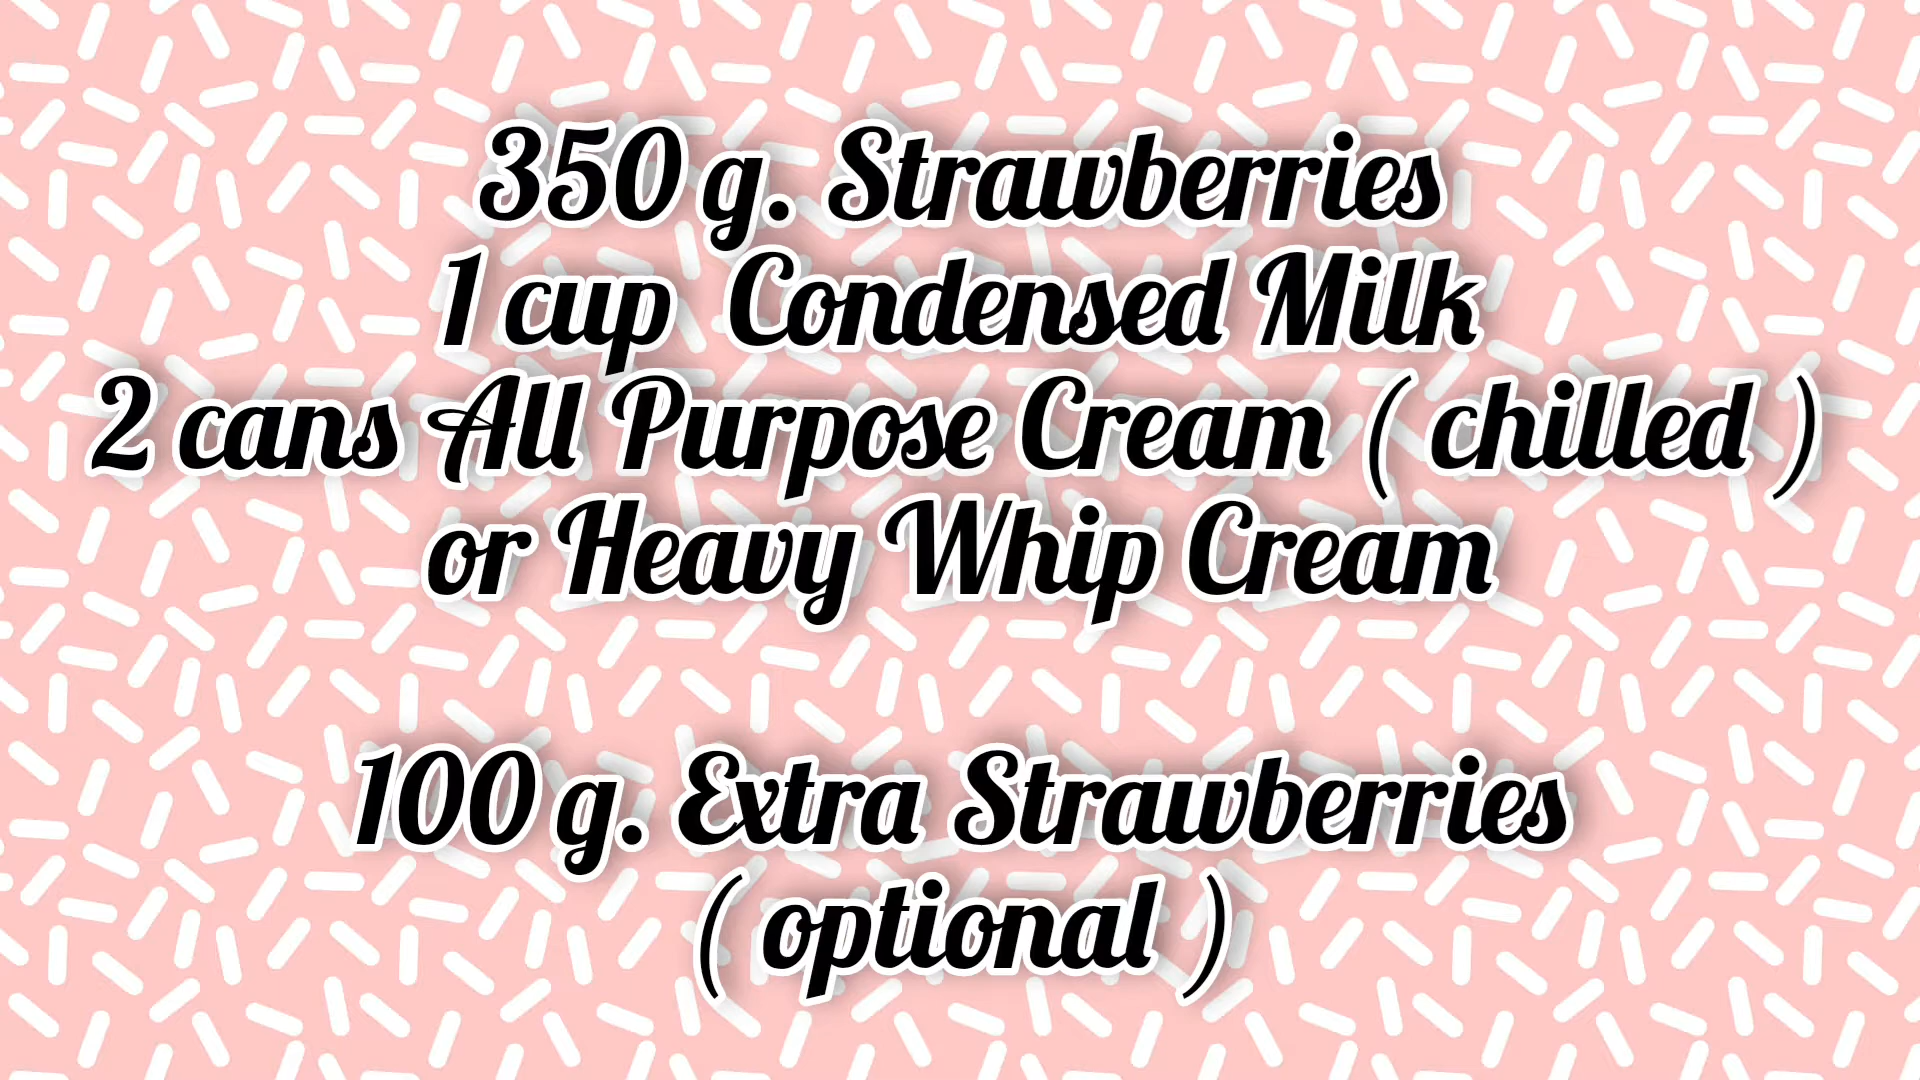 350 g. Strawberries
1 cup Condensed Milk
2 cans All Purpose Cream ( chilled )
or Heavy Whip Cream
100 g. Extra Strawberries
( optional )